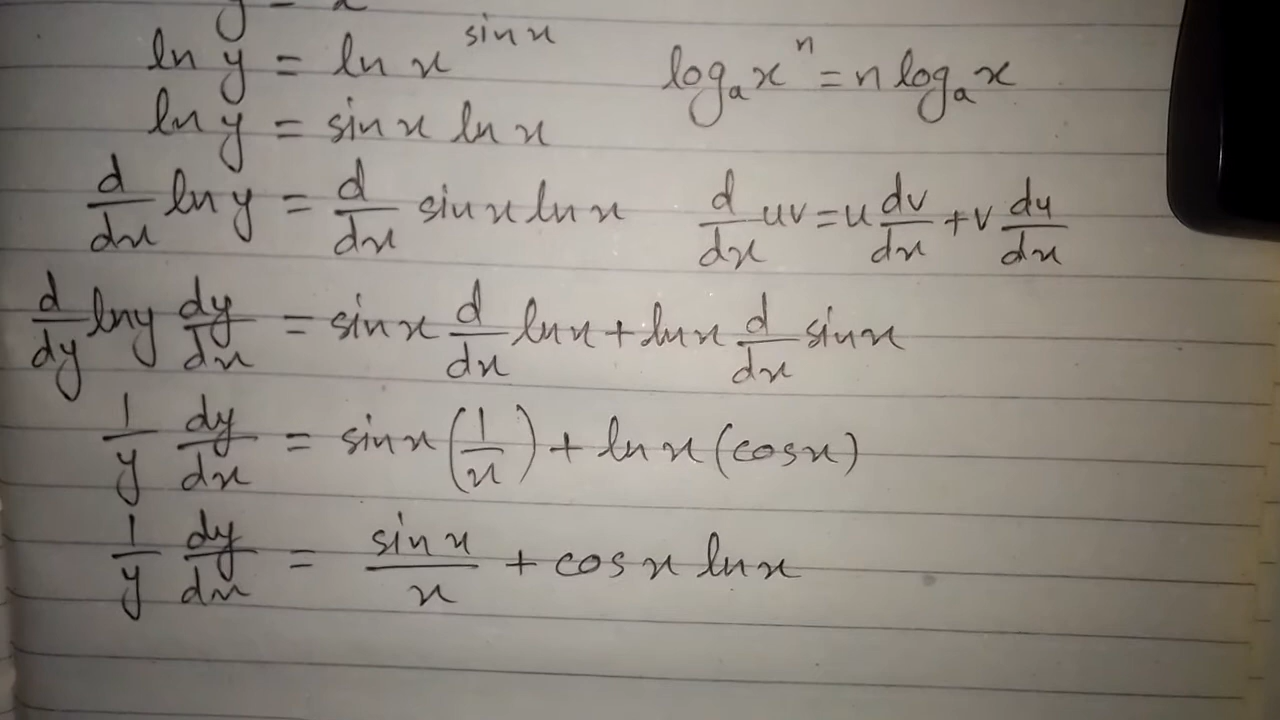 ln y = ln x^sin x    log_a x^n = n log_a x
ln y = sin x ln x
d/dx ln y = d/dx sin x ln x    d/dx uv = u dv/dx + v du/dx
d/dy ln y dy/dx = sin x d/dx ln x + ln x d/dx sin x
1/y dy/dx = sin x (1/x) + ln x (cos x)
1/y dy/dx = sin x/x + cos x ln x